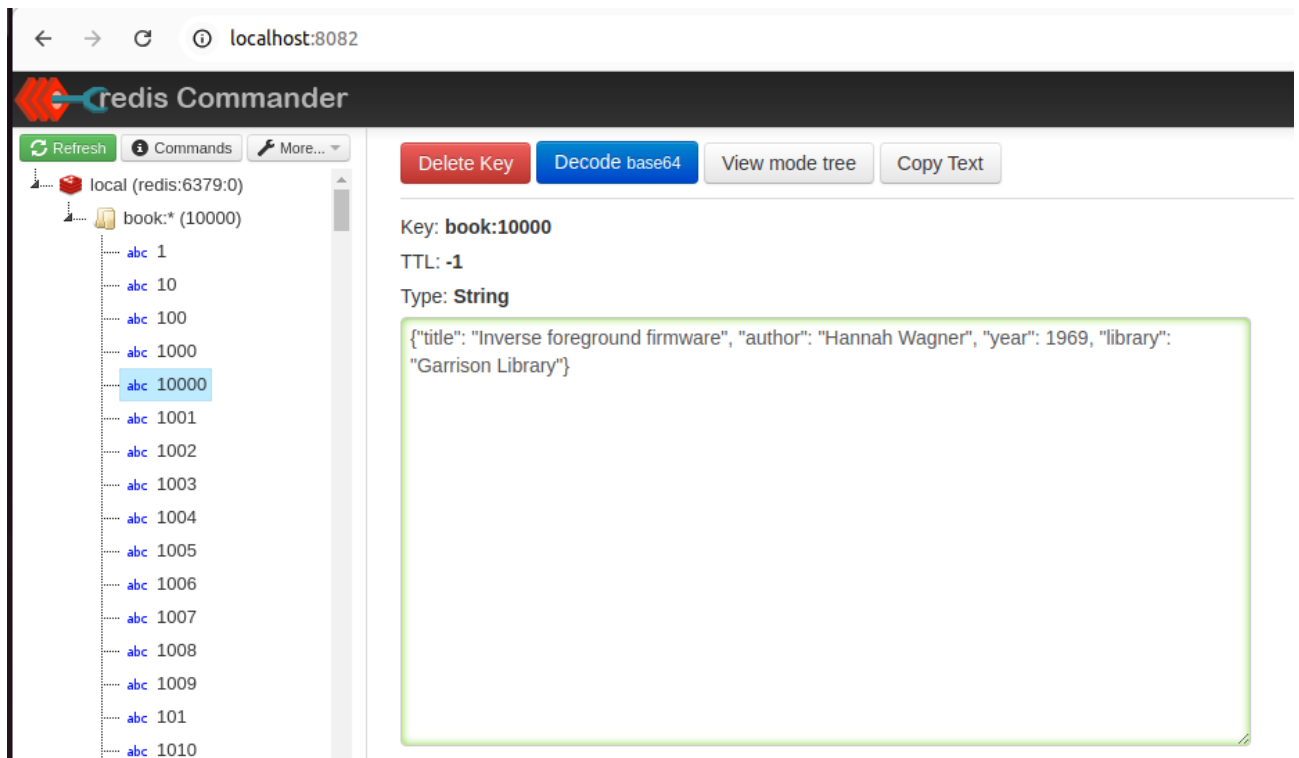 localhost:8082
redis Commander
Refresh Commands More...
local (redis:6379:0)
book:* (10000)
abc 1
abc 10
abc 100
abc 1000
abc 10000
abc 1001
abc 1002
abc 1003
abc 1004
abc 1005
abc 1006
abc 1007
abc 1008
abc 1009
abc 101
abc 1010
Delete Key Decode base64 View mode tree Copy Text
Key: book:10000
TTL: -1
Type: String
{"title": "Inverse foreground firmware", "author": "Hannah Wagner", "year": 1969, "library":
"Garrison Library"}